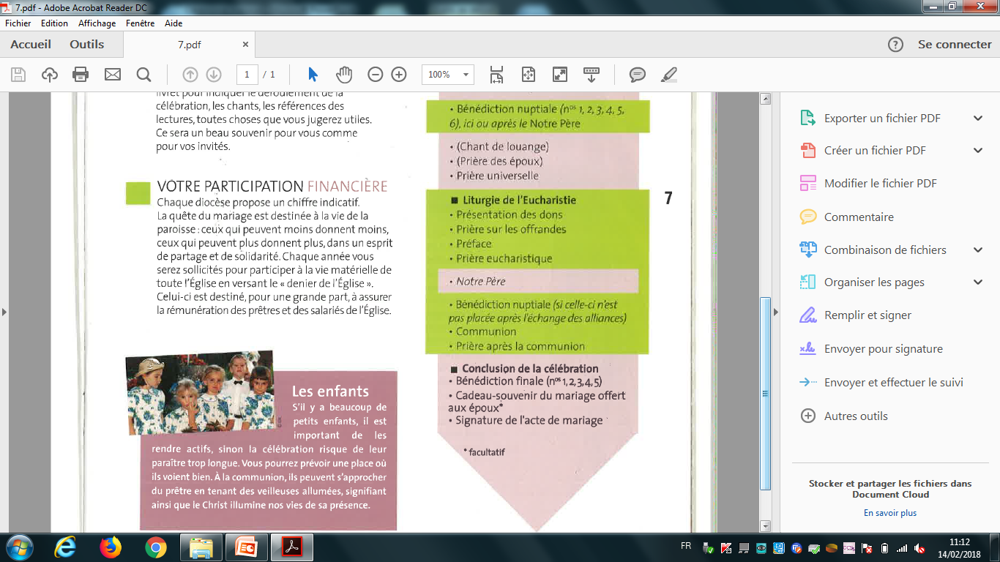 7.pdf - Adobe Acrobat Reader DC
Fichier Edition Affichage Fenêtre Aide
Accueil Outils 7.pdf × ? Se connecter
1 / 1 100%
livret pour indiquer le déroulement de la
célébration, les chants, les références des
lectures, toutes choses que vous jugerez utiles.
Ce sera un beau souvenir pour vous comme
pour vos invités.
VOTRE PARTICIPATION FINANCIÈRE
Chaque diocèse propose un chiffre indicatif.
La quête du mariage est destinée à la vie de la
paroisse : ceux qui peuvent moins donnent moins,
ceux qui peuvent plus donnent plus, dans un esprit
de partage et de solidarité. Chaque année vous
serez sollicités pour participer à la vie matérielle de
toute l'Église en versant le « denier de l'Église ».
Celui-ci est destiné, pour une grande part, à assurer
la rémunération des prêtres et des salariés de l'Église.
Les enfants
S'il y a beaucoup de
petits enfants, il est
important de les
rendre actifs, sinon la célébration risque de leur
paraître trop longue. Vous pourrez prévoir une place où
ils voient bien. À la communion, ils peuvent s'approcher
du prêtre en tenant des veilleuses allumées, signifiant
ainsi que le Christ illumine nos vies de sa présence.
• Bénédiction nuptiale (nos 1, 2, 3, 4, 5,
6), ici ou après le Notre Père
• (Chant de louange)
• (Prière des époux)
• Prière universelle
■ Liturgie de l'Eucharistie
• Présentation des dons
• Prière sur les offrandes
• Préface
• Prière eucharistique
• Notre Père
• Bénédiction nuptiale (si celle-ci n'est
pas placée après l'échange des alliances)
• Communion
• Prière après la communion
■ Conclusion de la célébration
• Bénédiction finale (nos 1, 2, 3, 4, 5)
• Cadeau-souvenir du mariage offert
aux époux*
• Signature de l'acte de mariage
* facultatif
7
Exporter un fichier PDF
Créer un fichier PDF
Modifier le fichier PDF
Commentaire
Combinaison de fichiers
Organiser les pages
Remplir et signer
Envoyer pour signature
Envoyer et effectuer le suivi
Autres outils
Stocker et partager les fichiers dans
Document Cloud
En savoir plus
FR
11:12
14/02/2018